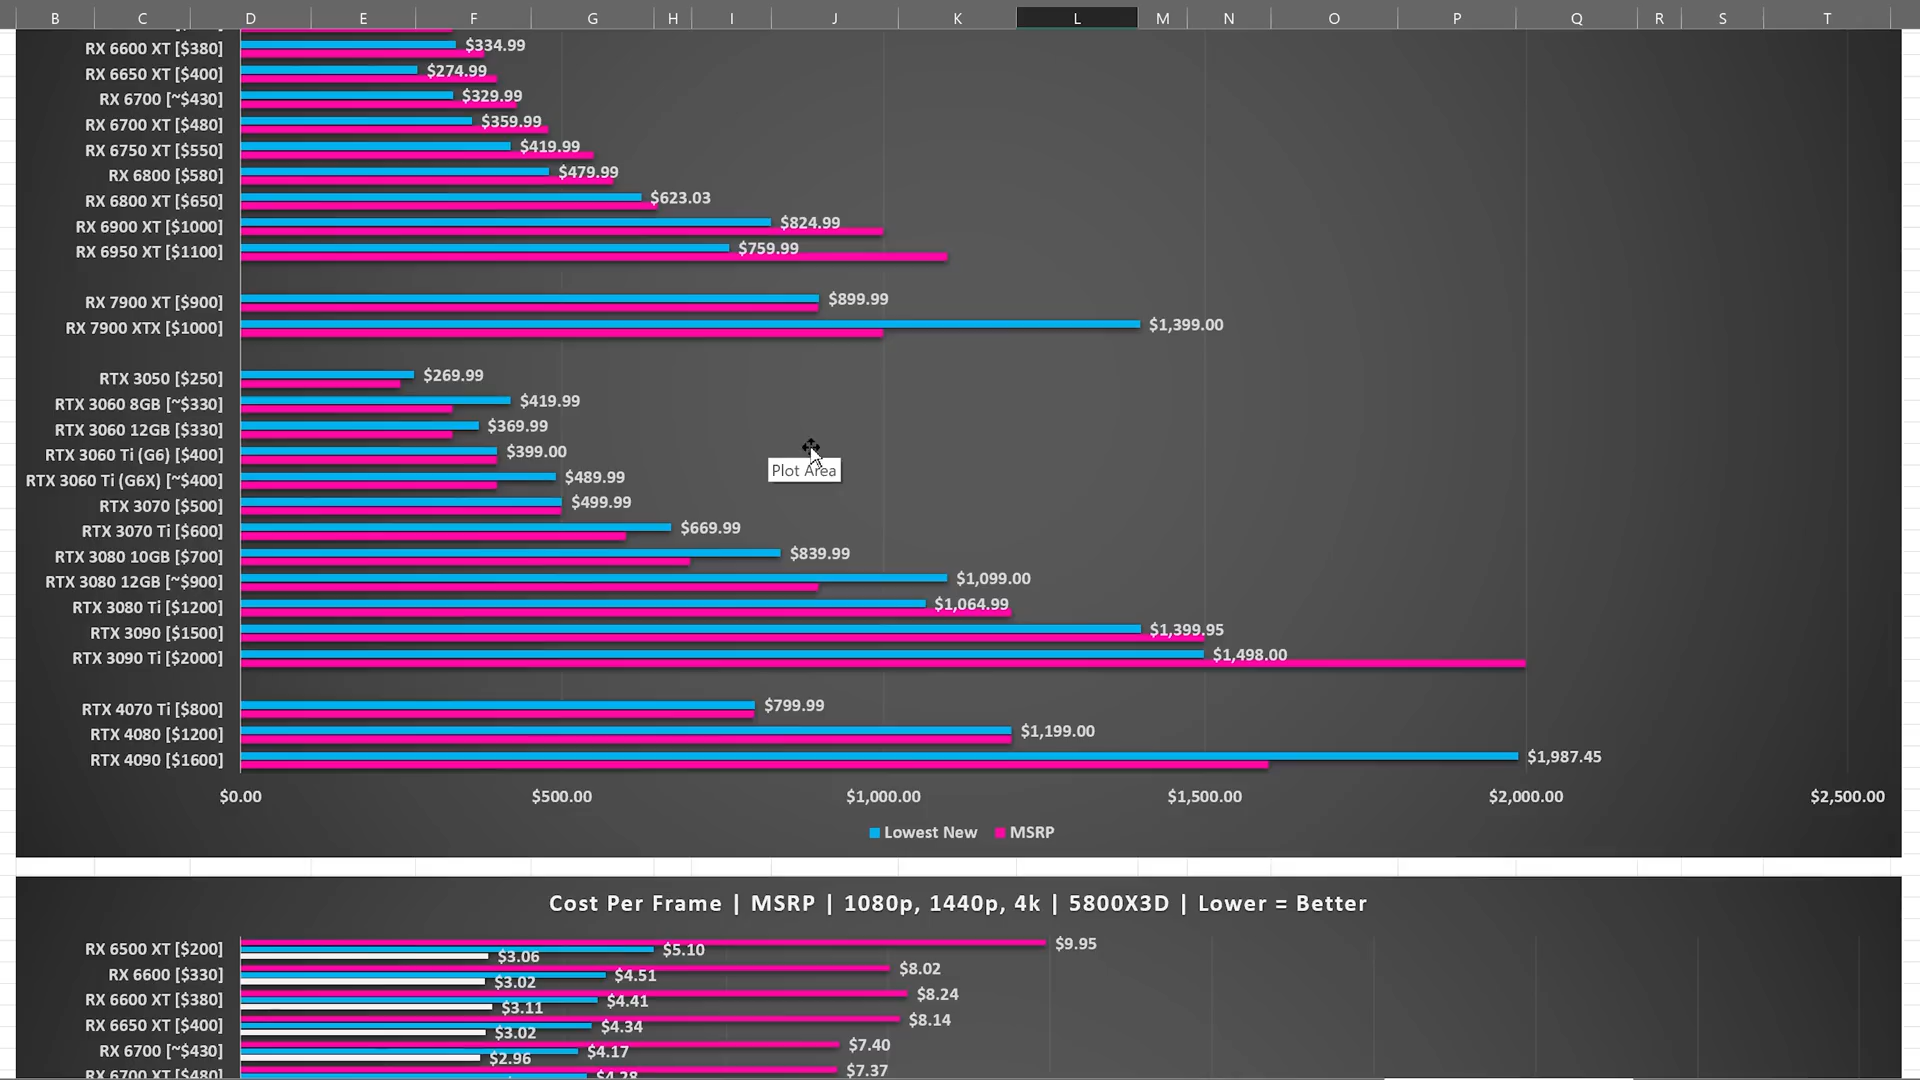 B C D E F G H I J K L M N O P Q R S T
RX 6600 XT [$380] $334.99
RX 6650 XT [$400] $274.99
RX 6700 [~$430] $329.99
RX 6700 XT [$480] $359.99
RX 6750 XT [$550] $419.99
RX 6800 [$580] $479.99
RX 6800 XT [$650] $623.03
RX 6900 XT [$1000] $824.99
RX 6950 XT [$1100] $759.99
RX 7900 XT [$900] $899.99
RX 7900 XTX [$1000] $1,399.00
RTX 3050 [$250] $269.99
RTX 3060 8GB [~$330] $419.99
RTX 3060 12GB [$330] $369.99
RTX 3060 Ti (G6) [$400] $399.00
Plot Area
RTX 3060 Ti (G6X) [~$400] $489.99
RTX 3070 [$500] $499.99
RTX 3070 Ti [$600] $669.99
RTX 3080 10GB [$700] $839.99
RTX 3080 12GB [~$900] $1,099.00
RTX 3080 Ti [$1200] $1,064.99
RTX 3090 [$1500] $1,399.95
RTX 3090 Ti [$2000] $1,498.00
RTX 4070 Ti [$800] $799.99
RTX 4080 [$1200] $1,199.00
RTX 4090 [$1600] $1,987.45
$0.00 $500.00 $1,000.00 $1,500.00 $2,000.00 $2,500.00
Lowest New MSRP
Cost Per Frame | MSRP | 1080p, 1440p, 4k | 5800X3D | Lower = Better
RX 6500 XT [$200] $3.06 $5.10 $9.95
RX 6600 [$330] $3.02 $4.51 $8.02
RX 6600 XT [$380] $3.11 $4.41 $8.24
RX 6650 XT [$400] $3.02 $4.34 $8.14
RX 6700 [~$430] $2.96 $4.17 $7.40
RX 6700 XT [$480] $4.28 $7.37